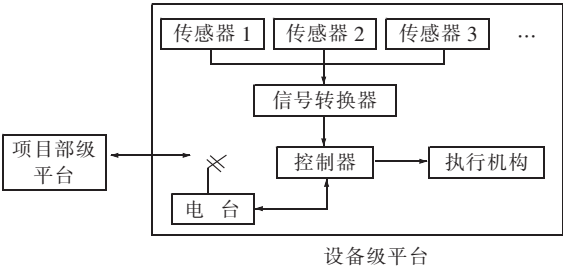 传感器 1
传感器 2
传感器 3
…
信号转换器
项目部级
平台
控制器
执行机构
电 台
设备级平台